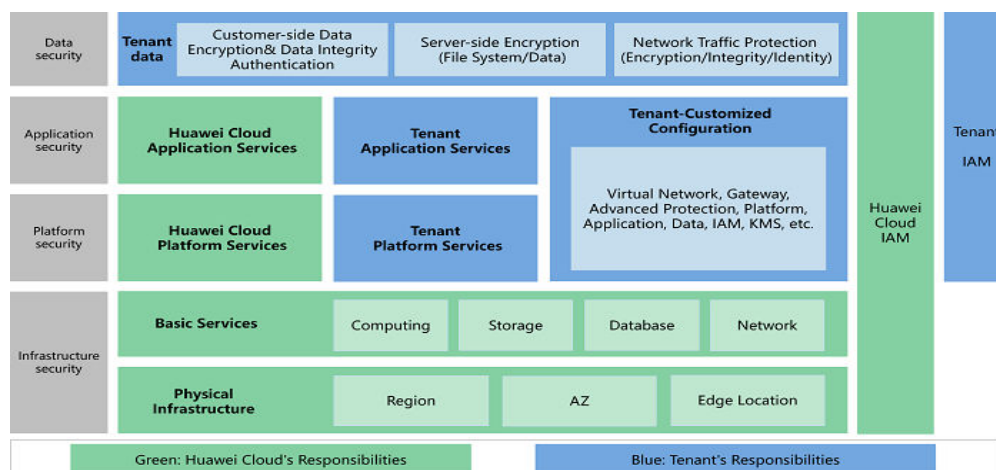 Data
security
Tenant
data
Customer-side Data
Encryption& Data Integrity
Authentication
Server-side Encryption
(File System/Data)
Network Traffic Protection
(Encryption/Integrity/Identity)
Application
security
Huawei Cloud
Application Services
Tenant
Application Services
Tenant-Customized
Configuration
Virtual Network, Gateway,
Advanced Protection, Platform,
Application, Data, IAM, KMS, etc.
Platform
security
Huawei Cloud
Platform Services
Tenant
Platform Services
Huawei
Cloud
IAM
Tenant
IAM
Infrastructure
security
Basic Services
Computing
Storage
Database
Network
Physical
Infrastructure
Region
AZ
Edge Location
Green: Huawei Cloud's Responsibilities
Blue: Tenant's Responsibilities